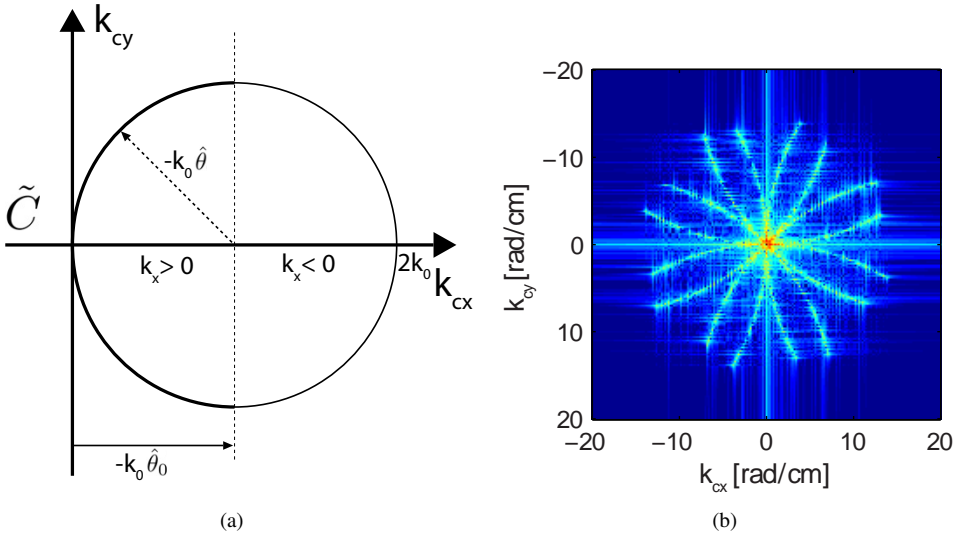 k_cy
-k₀θ̂
C̃
k_x>0
k_x<0
2k₀
k_cx
-k₀θ̂₀
(a)
−20
−10
0
10
20
k_cy [rad/cm]
−20
−10
0
10
20
k_cx [rad/cm]
(b)